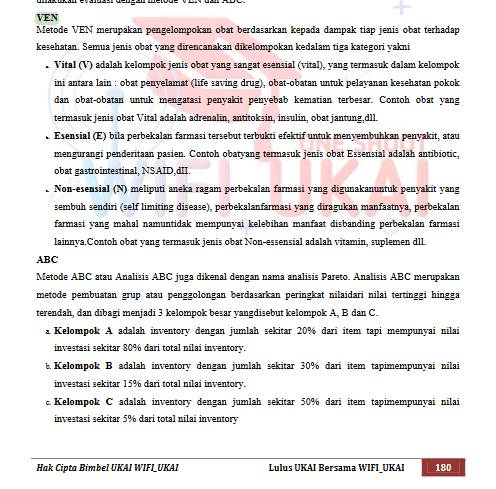 dilakukan evaluasi dengan metode VEN dan ABC.
VEN
Metode VEN merupakan pengelompokan obat berdasarkan kepada dampak tiap jenis obat terhadap
kesehatan. Semua jenis obat yang direncanakan dikelompokan kedalam tiga kategori yakni
• Vital (V) adalah kelompok jenis obat yang sangat esensial (vital), yang termasuk dalam kelompok
ini antara lain : obat penyelamat (life saving drug), obat-obatan untuk pelayanan kesehatan pokok
dan obat-obatan untuk mengatasi penyakit penyebab kematian terbesar. Contoh obat yang
termasuk jenis obat Vital adalah adrenalin, antitoksin, insulin, obat jantung,dll.
• Esensial (E) bila perbekalan farmasi tersebut terbukti efektif untuk menyembuhkan penyakit, atau
mengurangi penderitaan pasien. Contoh obatyang termasuk jenis obat Essensial adalah antibiotic,
obat gastrointestinal, NSAID,dll.
• Non-esensial (N) meliputi aneka ragam perbekalan farmasi yang digunakanuntuk penyakit yang
sembuh sendiri (self limiting disease), perbekalanfarmasi yang diragukan manfaatnya, perbekalan
farmasi yang mahal namuntidak mempunyai kelebihan manfaat disbanding perbekalan farmasi
lainnya.Contoh obat yang termasuk jenis obat Non-essensial adalah vitamin, suplemen dll.
ABC
Metode ABC atau Analisis ABC juga dikenal dengan nama analisis Pareto. Analisis ABC merupakan
metode pembuatan grup atau penggolongan berdasarkan peringkat nilaidari nilai tertinggi hingga
terendah, dan dibagi menjadi 3 kelompok besar yangdisebut kelompok A, B dan C.
a. Kelompok A adalah inventory dengan jumlah sekitar 20% dari item tapi mempunyai nilai
investasi sekitar 80% dari total nilai inventory.
b. Kelompok B adalah inventory dengan jumlah sekitar 30% dari item tapimempunyai nilai
investasi sekitar 15% dari total nilai inventory.
c. Kelompok C adalah inventory dengan jumlah sekitar 50% dari item tapimempunyai nilai
investasi sekitar 5% dari total nilai inventory
ONE SHOOT
WIFI UKAI
Hak Cipta Bimbel UKAI WIFI_UKAI Lulus UKAI Bersama WIFI_UKAI 180